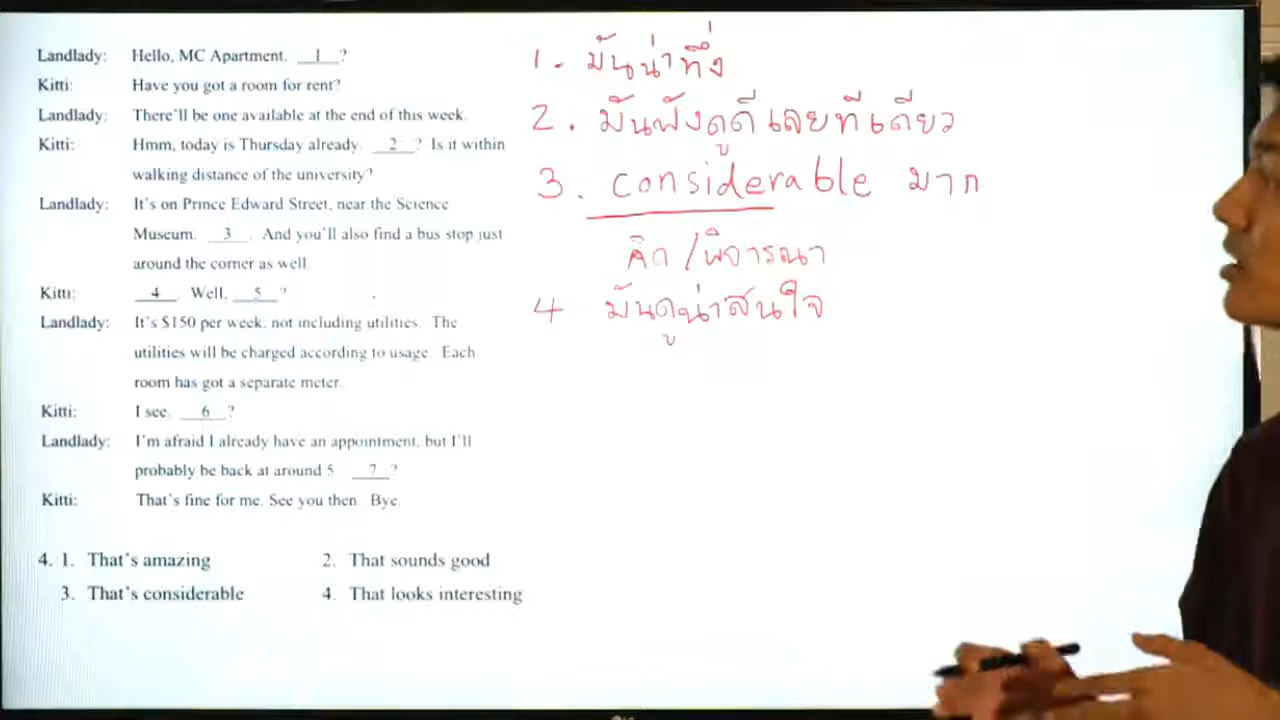 Landlady: Hello, MC Apartment. 1 ?
Kitti: Have you got a room for rent?
Landlady: There'll be one available at the end of this week.
Kitti: Hmm, today is Thursday already. 2 ? Is it within
walking distance of the university?
Landlady: It's on Prince Edward Street, near the Science
Museum. 3 . And you'll also find a bus stop just
around the corner as well.
Kitti: 4 . Well, 5 ?
Landlady: It's $150 per week, not including utilities. The
utilities will be charged according to usage. Each
room has got a separate meter.
Kitti: I see. 6 ?
Landlady: I'm afraid I already have an appointment, but I'll
probably be back at around 5. 7 ?
Kitti: That's fine for me. See you then. Bye.
4. 1. That's amazing 2. That sounds good
3. That's considerable 4. That looks interesting
1. มันน่าทึ่ง
2. มันฟังดูดีเลยทีเดียว
3. considerable มาก
คิด / พิจารณา
4 มันดูน่าสนใจ